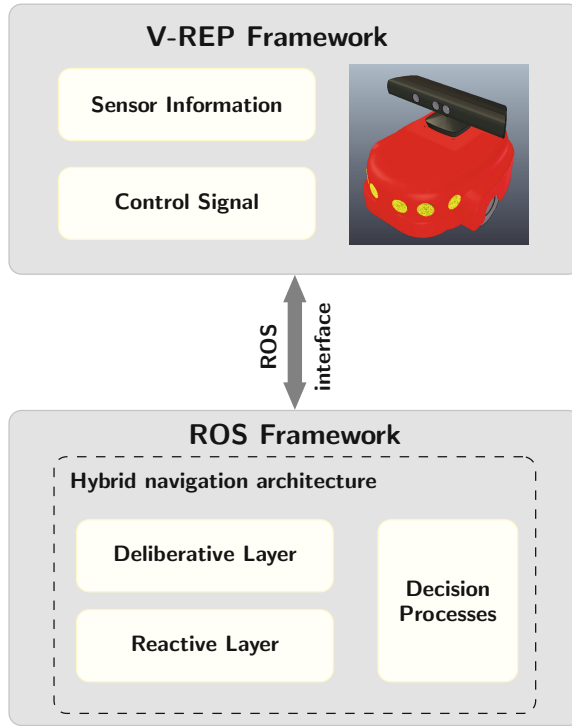 V-REP Framework
Sensor Information
Control Signal
ROS
interface
ROS Framework
Hybrid navigation architecture
Deliberative Layer
Reactive Layer
Decision
Processes